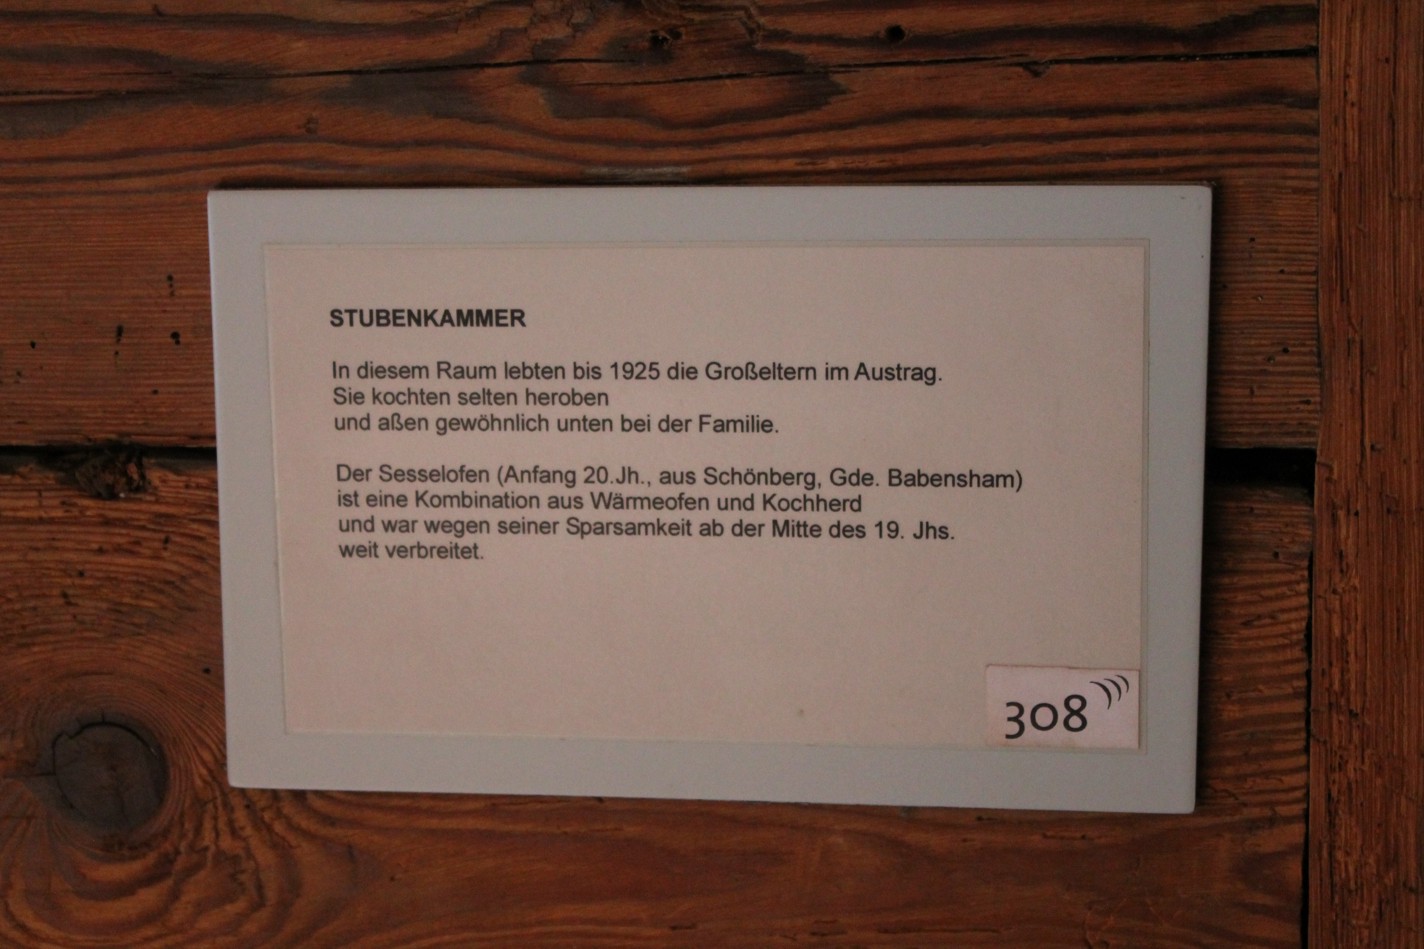 STUBENKAMMER
In diesem Raum lebten bis 1925 die Großeltern im Austrag.
Sie kochten selten heroben
und aßen gewöhnlich unten bei der Familie.
Der Sesselofen (Anfang 20.Jh., aus Schönberg, Gde. Babensham)
ist eine Kombination aus Wärmeofen und Kochherd
und war wegen seiner Sparsamkeit ab der Mitte des 19. Jhs.
weit verbreitet.
308